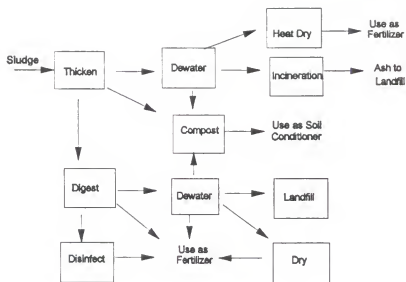 Heat Dry
Use as
Fertilizer
Sludge
Thicken
Dewater
Incineration
Ash to
Landfill
Compost
Use as Soil
Conditioner
Digest
Dewater
Landfill
Disinfect
Use as
Fertilizer
Dry